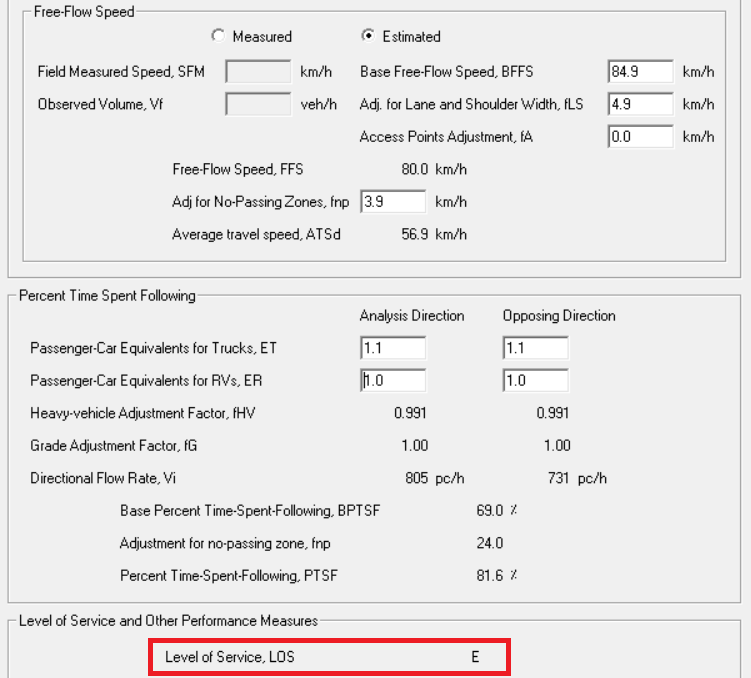 Free-Flow Speed
Measured Estimated
Field Measured Speed, SFM km/h Base Free-Flow Speed, BFFS 84.9 km/h
Observed Volume, Vf veh/h Adj. for Lane and Shoulder Width, fLS 4.9 km/h
Access Points Adjustment, fA 0.0 km/h
Free-Flow Speed, FFS 80.0 km/h
Adj for No-Passing Zones, fnp 3.9 km/h
Average travel speed, ATSd 56.9 km/h
Percent Time Spent Following
Analysis Direction Opposing Direction
Passenger-Car Equivalents for Trucks, ET 1.1 1.1
Passenger-Car Equivalents for RVs, ER 1.0 1.0
Heavy-vehicle Adjustment Factor, fHV 0.991 0.991
Grade Adjustment Factor, fG 1.00 1.00
Directional Flow Rate, Vi 805 pc/h 731 pc/h
Base Percent Time-Spent-Following, BPTSF 69.0 %
Adjustment for no-passing zone, fnp 24.0
Percent Time-Spent-Following, PTSF 81.6 %
Level of Service and Other Performance Measures
Level of Service, LOS E